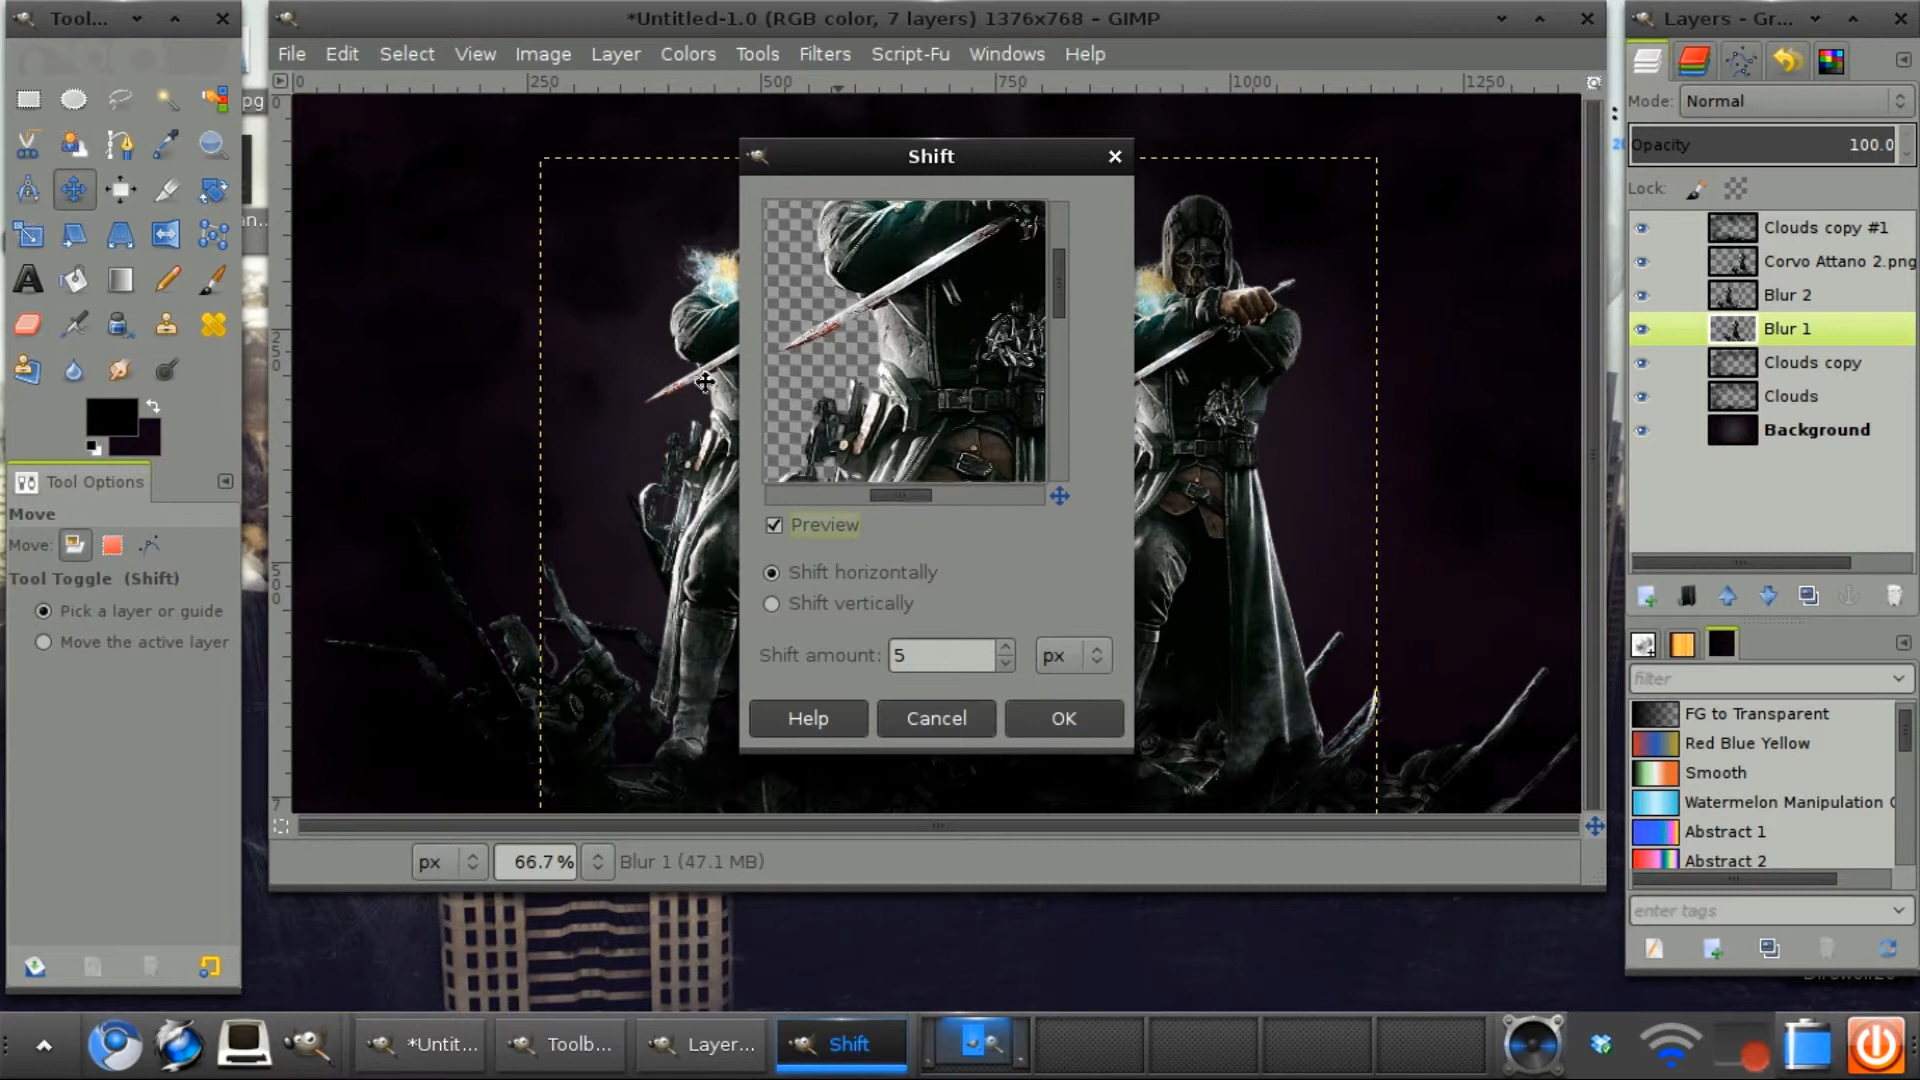 Tool...
*Untitled-1.0 (RGB color, 7 layers) 1376x768 – GIMP
Layers - Gr...
File Edit Select View Image Layer Colors Tools Filters Script-Fu Windows Help
0 250 500 750 1000 1250
0
250
500
7
Mode: Normal
Opacity 100.0
Lock:
Clouds copy #1
Corvo Attano 2.png
Blur 2
Blur 1
Clouds copy
Clouds
Background
Shift
Preview
Shift horizontally
Shift vertically
Shift amount: 5 px
Help Cancel OK
Tool Options
Move
Move:
Tool Toggle (Shift)
Pick a layer or guide
Move the active layer
filter
FG to Transparent
Red Blue Yellow
Smooth
Watermelon Manipulation
Abstract 1
Abstract 2
enter tags
px 66.7 % Blur 1 (47.1 MB)
*Untit... Toolb... Layer... Shift